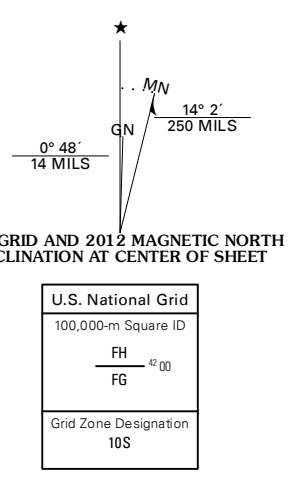 ★
MN
GN
14° 2´
250 MILS
0° 48´
14 MILS
GRID AND 2012 MAGNETIC NORTH
CLINATION AT CENTER OF SHEET
U.S. National Grid
100,000-m Square ID
FH
FG
42 00
Grid Zone Designation
10S